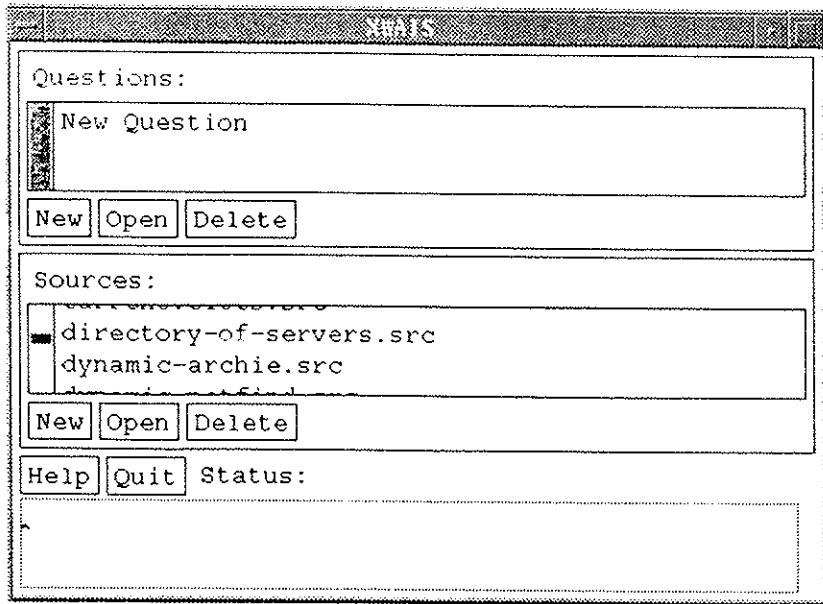 XWAIS
Questions:
New Question
New Open Delete
Sources:
directory-of-servers.src
dynamic-archie.src
New Open Delete
Help Quit Status: